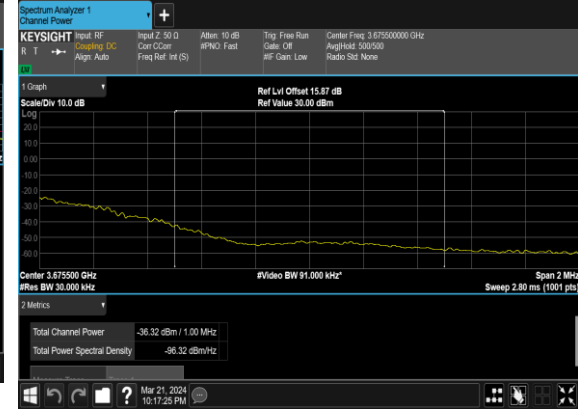 Spectrum Analyzer 1
Channel Power
+
KEYSIGHT Input: RF Input Z: 50 Ω Atten: 10 dB Trig: Free Run Center Freq: 3.675500000 GHz
R T Coupling: DC Corr CCorr #PNO: Fast Gate: Off Avg|Hold: 500/500
Align: Auto Freq Ref: Int (S) #IF Gain: Low Radio Std: None
1 Graph
Ref Lvl Offset 15.87 dB
Scale/Div 10.0 dB Ref Value 30.00 dBm
Log
20.0
10.0
0.00
-10.0
-20.0
-30.0
-40.0
-50.0
-60.0
Center 3.675500 GHz #Video BW 91.000 kHz* Span 2 MHz
#Res BW 30.000 kHz Sweep 2.80 ms (1001 pts)
2 Metrics
Total Channel Power -36.32 dBm / 1.00 MHz
Total Power Spectral Density -96.32 dBm/Hz
? Mar 21, 2024
10:17:25 PM